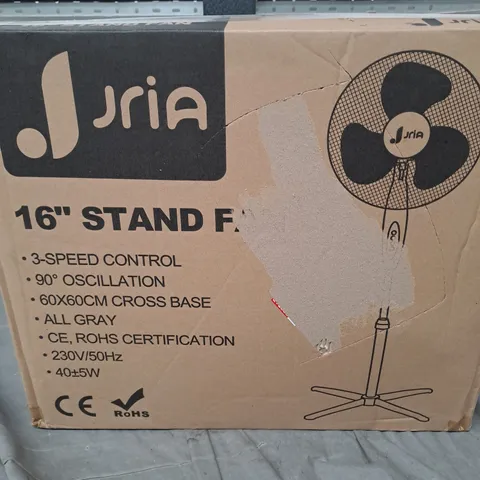 JriA
JriA
16" STAND F
· 3-SPEED CONTROL
· 90° OSCILLATION
· 60X60CM CROSS BASE
· ALL GRAY
· CE, ROHS CERTIFICATION
· 230V/50Hz
· 40±5W
CE RoHS